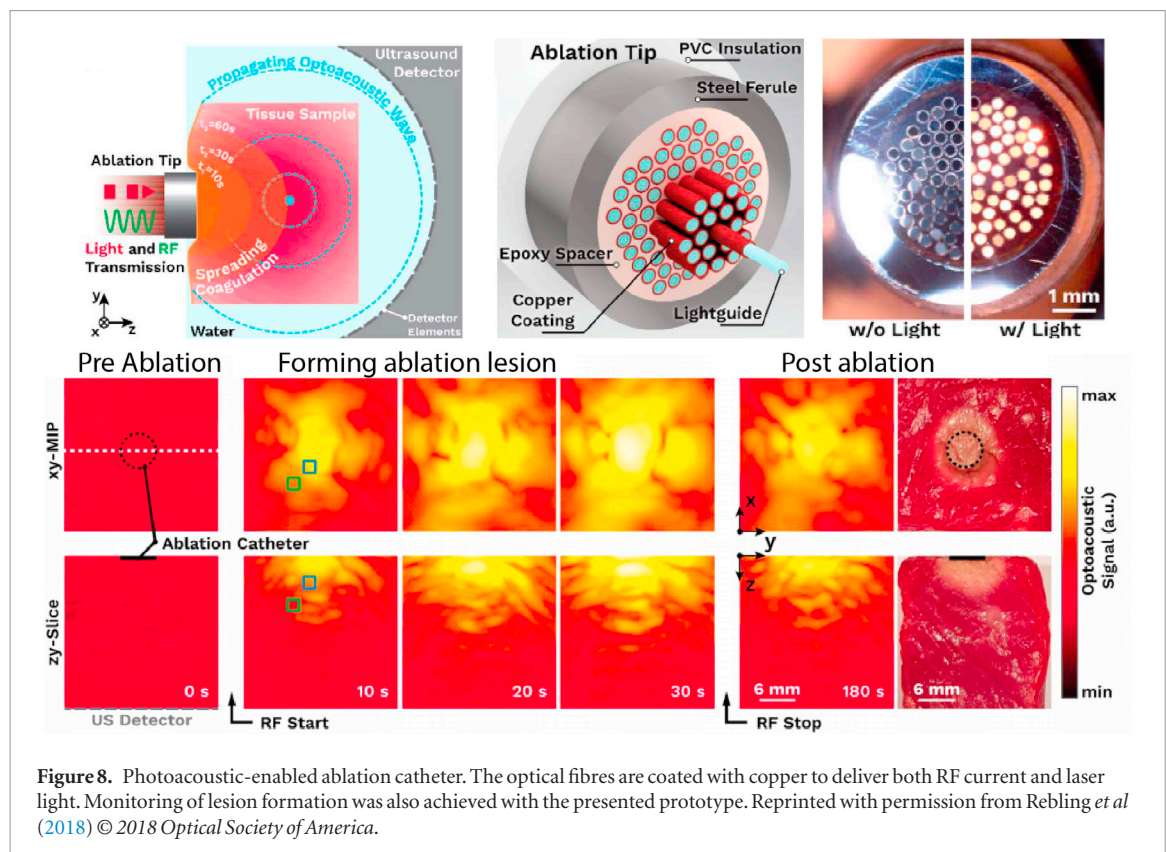 Propagating Optoacoustic Wave
Ultrasound
Detector
Tissue Sample
t₃=60s
t₂=30s
t₁=10s
Ablation Tip
Light and RF
Transmission
Spreading
Coagulation
Detector
Elements
Water
y
x
z
Ablation Tip
PVC Insulation
Steel Ferule
Epoxy Spacer
Copper
Coating
Lightguide
1 mm
w/o Light
w/ Light
Pre Ablation
Forming ablation lesion
Post ablation
xy-MIP
Ablation Catheter
x
y
z
zy-Slice
0 s
10 s
20 s
30 s
6 mm
180 s
6 mm
US Detector
RF Start
RF Stop
max
Optoacoustic
Signal (a.u.)
min
Figure 8. Photoacoustic-enabled ablation catheter. The optical fibres are coated with copper to deliver both RF current and laser
light. Monitoring of lesion formation was also achieved with the presented prototype. Reprinted with permission from Rebling et al
(2018) © 2018 Optical Society of America.